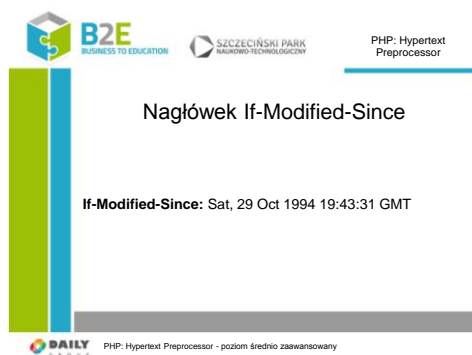 B2E
BUSINESS TO EDUCATION
SZCZECIŃSKI PARK
NAUKOWO-TECHNOLOGICZNY
PHP: Hypertext
Preprocessor
Nagłówek If-Modified-Since
If-Modified-Since: Sat, 29 Oct 1994 19:43:31 GMT
DAILY
GROUP
PHP: Hypertext Preprocessor - poziom średnio zaawansowany